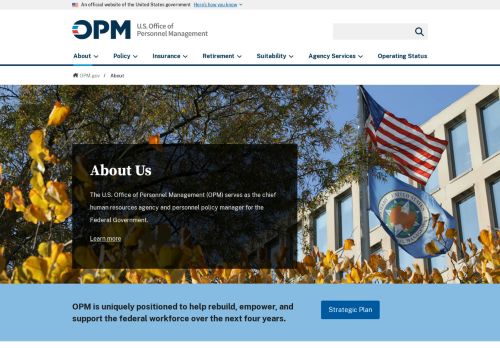 An official website of the United States government Here's how you know
OPM U.S. Office of
Personnel Management
About Policy Insurance Retirement Suitability Agency Services Operating Status
OPM.gov / About
About Us
The U.S. Office of Personnel Management (OPM) serves as the chief
human resources agency and personnel policy manager for the
Federal Government.
Learn more
OPM is uniquely positioned to help rebuild, empower, and
support the federal workforce over the next four years.
Strategic Plan